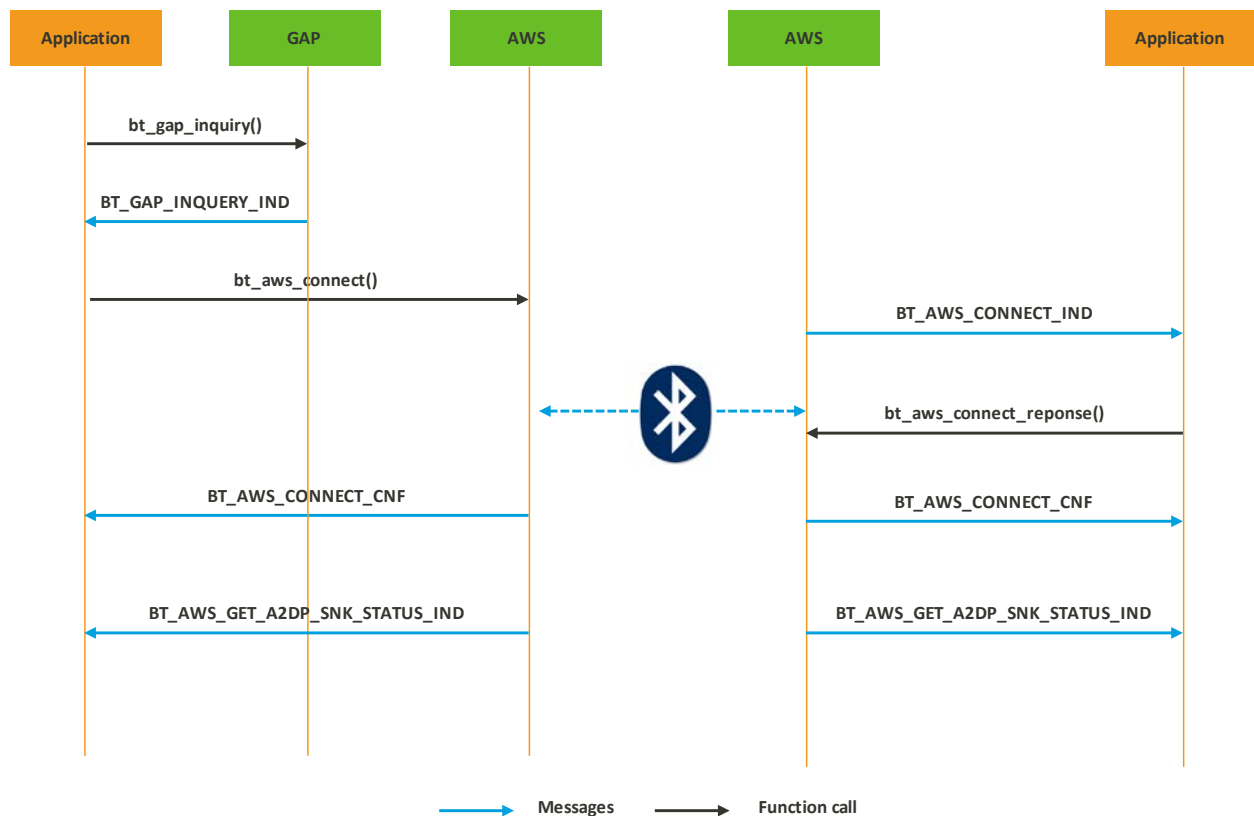 Application
GAP
AWS
AWS
Application
bt_gap_inquiry()
BT_GAP_INQUERY_IND
bt_aws_connect()
BT_AWS_CONNECT_IND
bt_aws_connect_reponse()
BT_AWS_CONNECT_CNF
BT_AWS_CONNECT_CNF
BT_AWS_GET_A2DP_SNK_STATUS_IND
BT_AWS_GET_A2DP_SNK_STATUS_IND
Messages
Function call